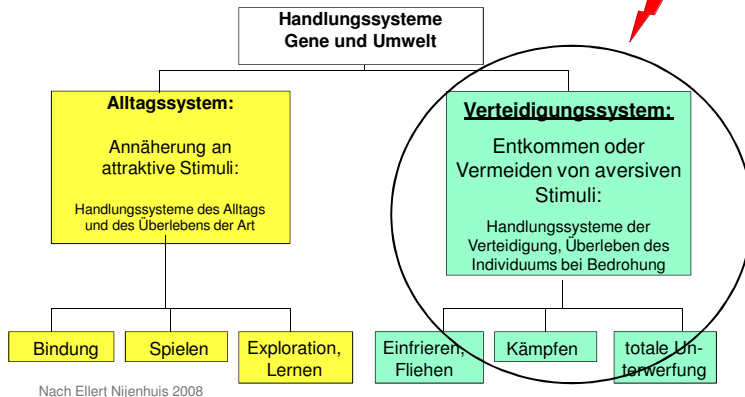 Handlungssysteme
Gene und Umwelt
Alltagssystem:
Annäherung an
attraktive Stimuli:
Handlungssysteme des Alltags
und des Überlebens der Art
Verteidigungssystem:
Entkommen oder
Vermeiden von aversiven
Stimuli:
Handlungssysteme der
Verteidigung, Überleben des
Individuums bei Bedrohung
Bindung
Spielen
Exploration,
Lernen
Einfrieren,
Fliehen
Kämpfen
totale Un-
terwerfung
Nach Ellert Nijenhuis 2008